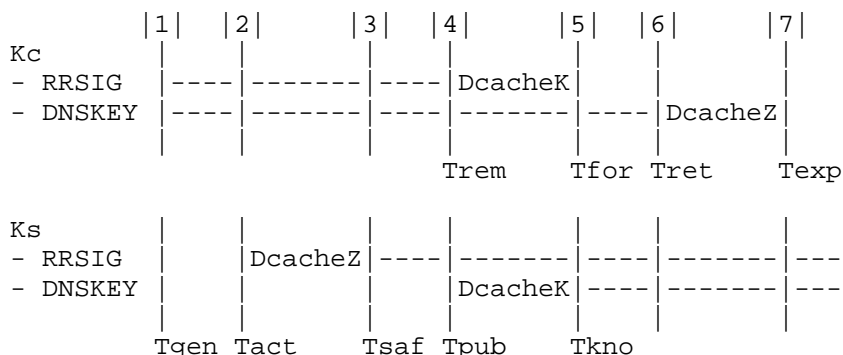 |1|   |2|       |3|  |4|       |5|  |6|       |7|
Kc           |    |       |    |       |    |       |
- RRSIG     |----|-------|----|DcacheK|    |       |
- DNSKEY    |----|-------|----|-------|----|DcacheZ|
             |    |       |    |       |    |       |
                              Trem    Tfor Tret    Texp
Ks           |    |       |    |       |    |       |
- RRSIG     |    |DcacheZ|----|-------|----|-------|---
- DNSKEY    |    |       |    |DcacheK|----|-------|---
             |    |       |    |       |    |       |
            Tgen Tact    Tsaf Tpub    Tkno